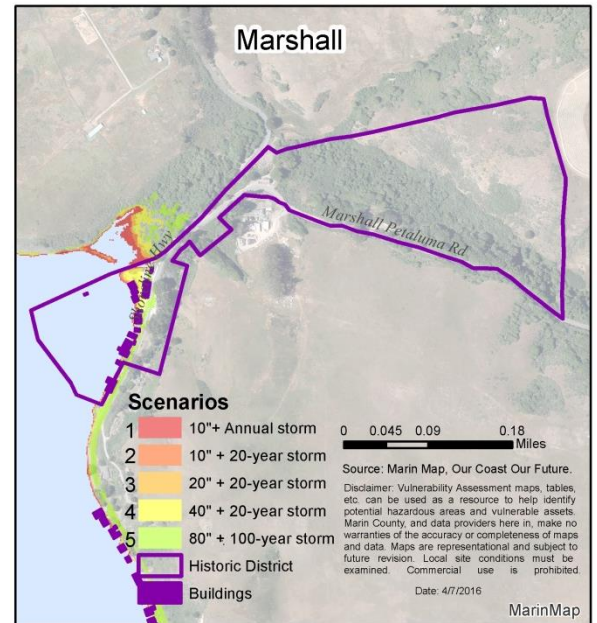 Marshall
Marshall Petaluma Rd
Shoreline Hwy
Scenarios
1 10"+ Annual storm
2 10" + 20-year storm
3 20" + 20-year storm
4 40" + 20-year storm
5 80" + 100-year storm
Historic District
Buildings
0 0.045 0.09 0.18
Miles
Source: Marin Map, Our Coast Our Future.
Disclaimer: Vulnerability Assessment maps, tables,
etc. can be used as a resource to help identify
potential hazardous areas and vulnerable assets.
Marin County, and data providers here in, make no
warranties of the accuracy or completeness of maps
and data. Maps are representational and subject to
future revision. Local site conditions must be
examined. Commercial use is prohibited.
Date: 4/7/2016
MarinMap